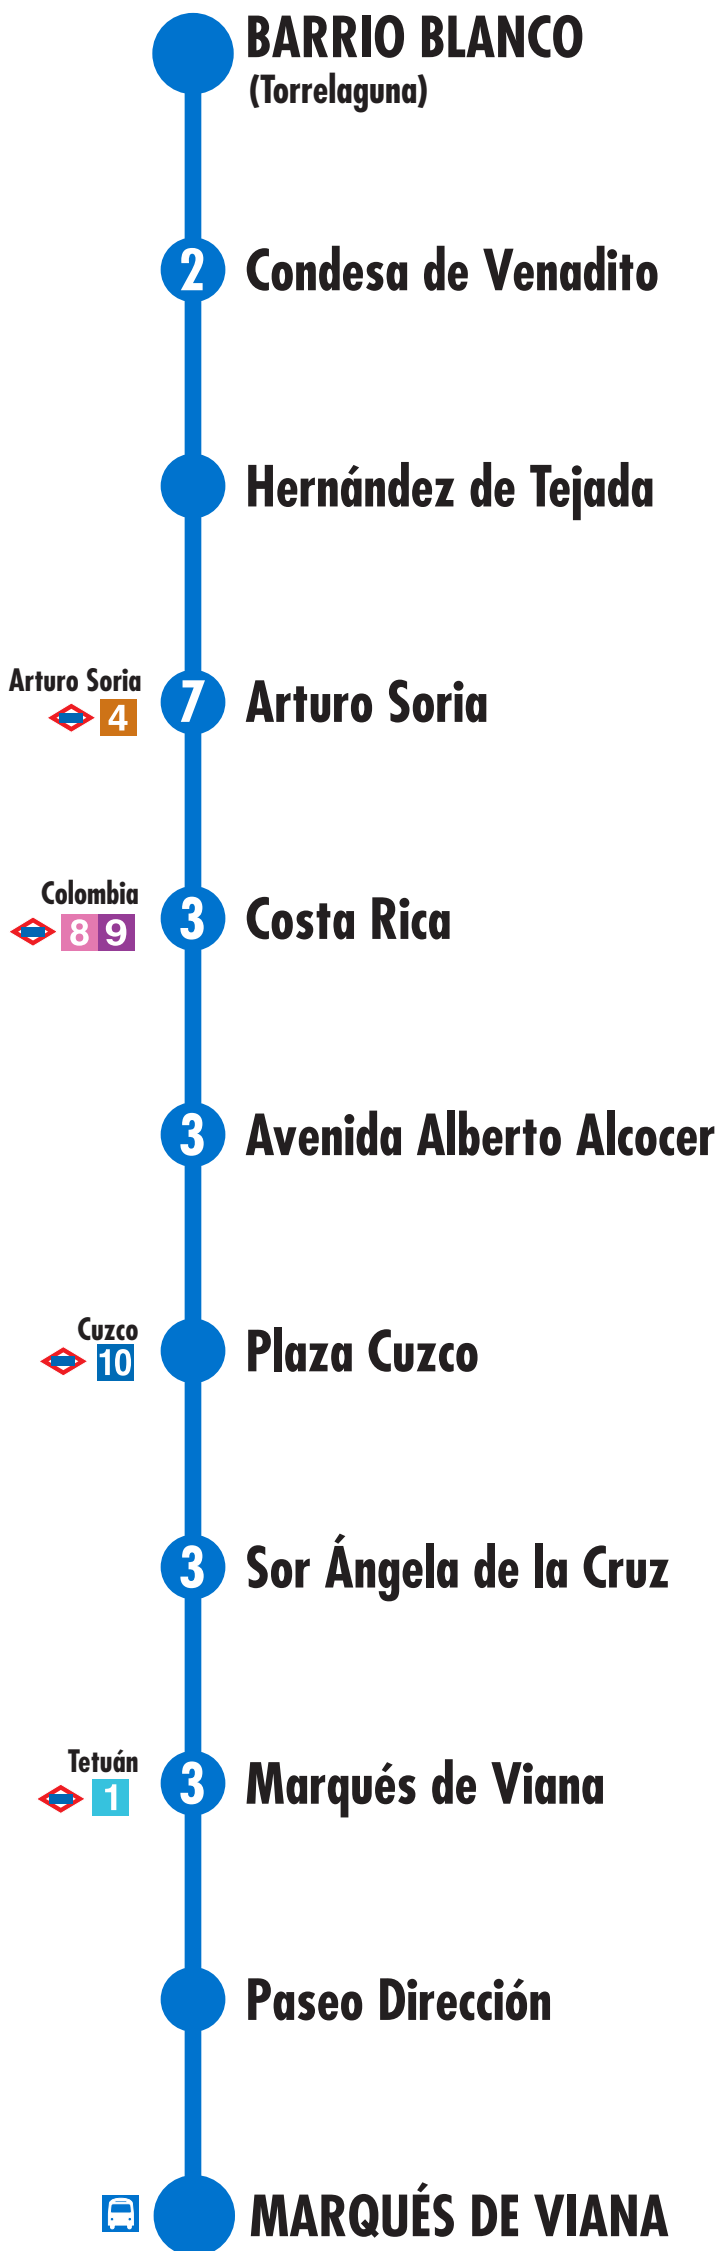 BARRIO BLANCO
(Torrelaguna)
2 Condesa de Venadito
Hernández de Tejada
Arturo Soria
4
7 Arturo Soria
Colombia
8 9
3 Costa Rica
3 Avenida Alberto Alcocer
Cuzco
10
Plaza Cuzco
3 Sor Ángela de la Cruz
Tetuán
1
3 Marqués de Viana
Paseo Dirección
MARQUÉS DE VIANA